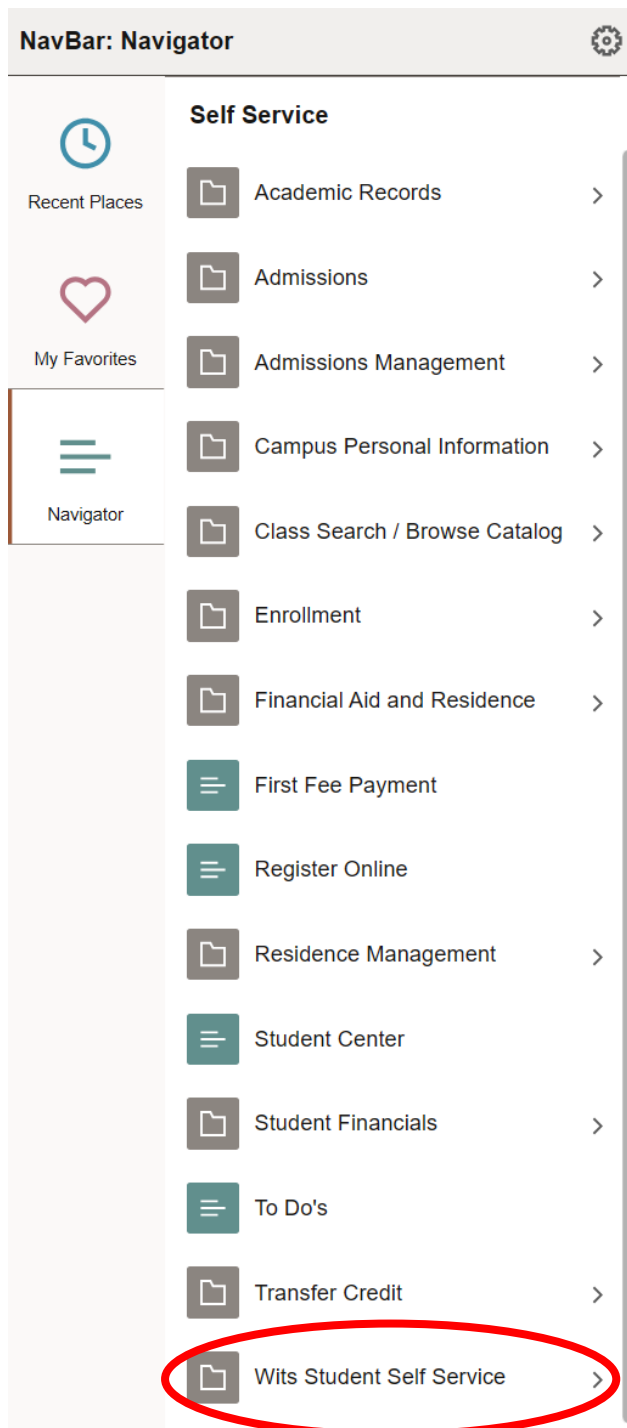 NavBar: Navigator
Recent Places
My Favorites
Navigator
Self Service
Academic Records
Admissions
Admissions Management
Campus Personal Information
Class Search / Browse Catalog
Enrollment
Financial Aid and Residence
First Fee Payment
Register Online
Residence Management
Student Center
Student Financials
To Do's
Transfer Credit
Wits Student Self Service